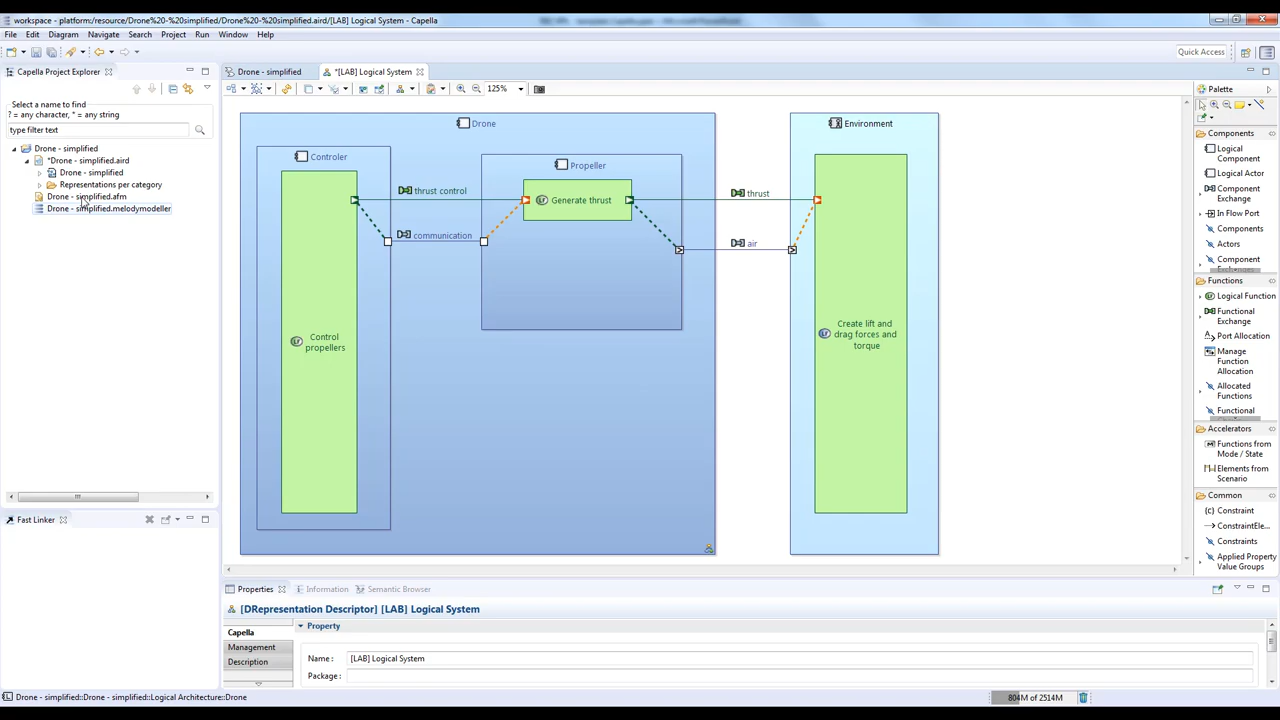 workspace - platform:/resource/Drone%20-%20simplified/Drone%20-%20simplified.aird/[LAB] Logical System - Capella
File Edit Diagram Navigate Search Project Run Window Help
Quick Access
Capella Project Explorer
Select a name to find
? = any character, * = any string
type filter text
Drone - simplified
*Drone - simplified.aird
Drone - simplified
Representations per category
Drone - simplified.afm
Drone - simplified.melodymodeller
Fast Linker
Drone - simplified
*[LAB] Logical System
125%
Drone
Controler
Control
propellers
thrust control
communication
Propeller
Generate thrust
thrust
air
Environment
Create lift and
drag forces and
torque
Palette
Components
Logical
Component
Logical Actor
Component
Exchange
In Flow Port
Components
Actors
Component
Exchanges
Functions
Logical Function
Functional
Exchange
Port Allocation
Manage
Function
Allocation
Allocated
Functions
Functional
Accelerators
Functions from
Mode / State
Elements from
Scenario
Common
Constraint
ConstraintEle...
Constraints
Applied Property
Value Groups
Properties
Information
Semantic Browser
[DRepresentation Descriptor] [LAB] Logical System
Capella
Management
Description
Property
Name : [LAB] Logical System
Package :
Drone - simplified::Drone - simplified::Logical Architecture::Drone
804M of 2514M